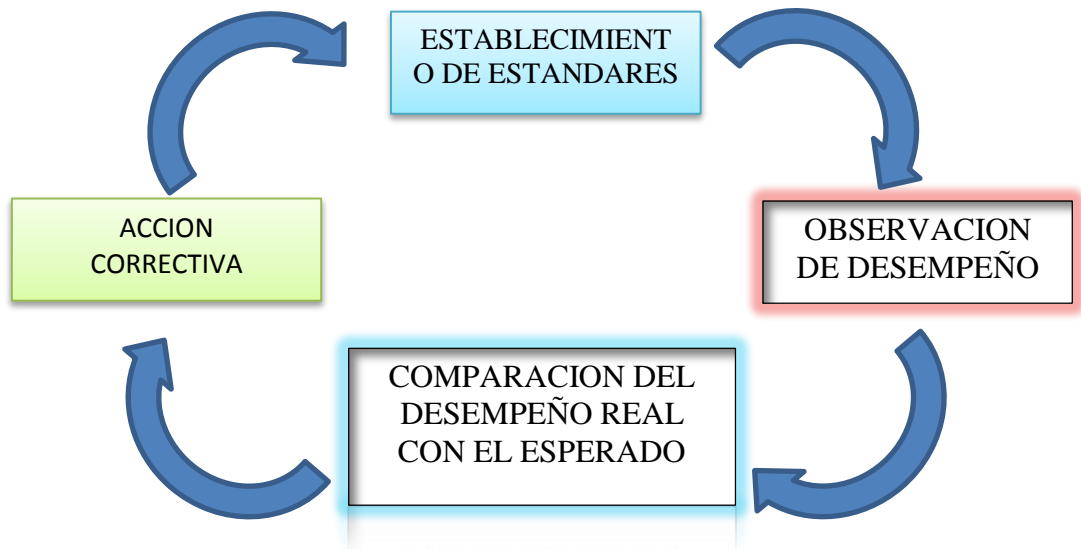 ESTABLECIMIENT
O DE ESTANDARES
OBSERVACION
DE DESEMPEÑO
COMPARACION DEL
DESEMPEÑO REAL
CON EL ESPERADO
ACCION
CORRECTIVA